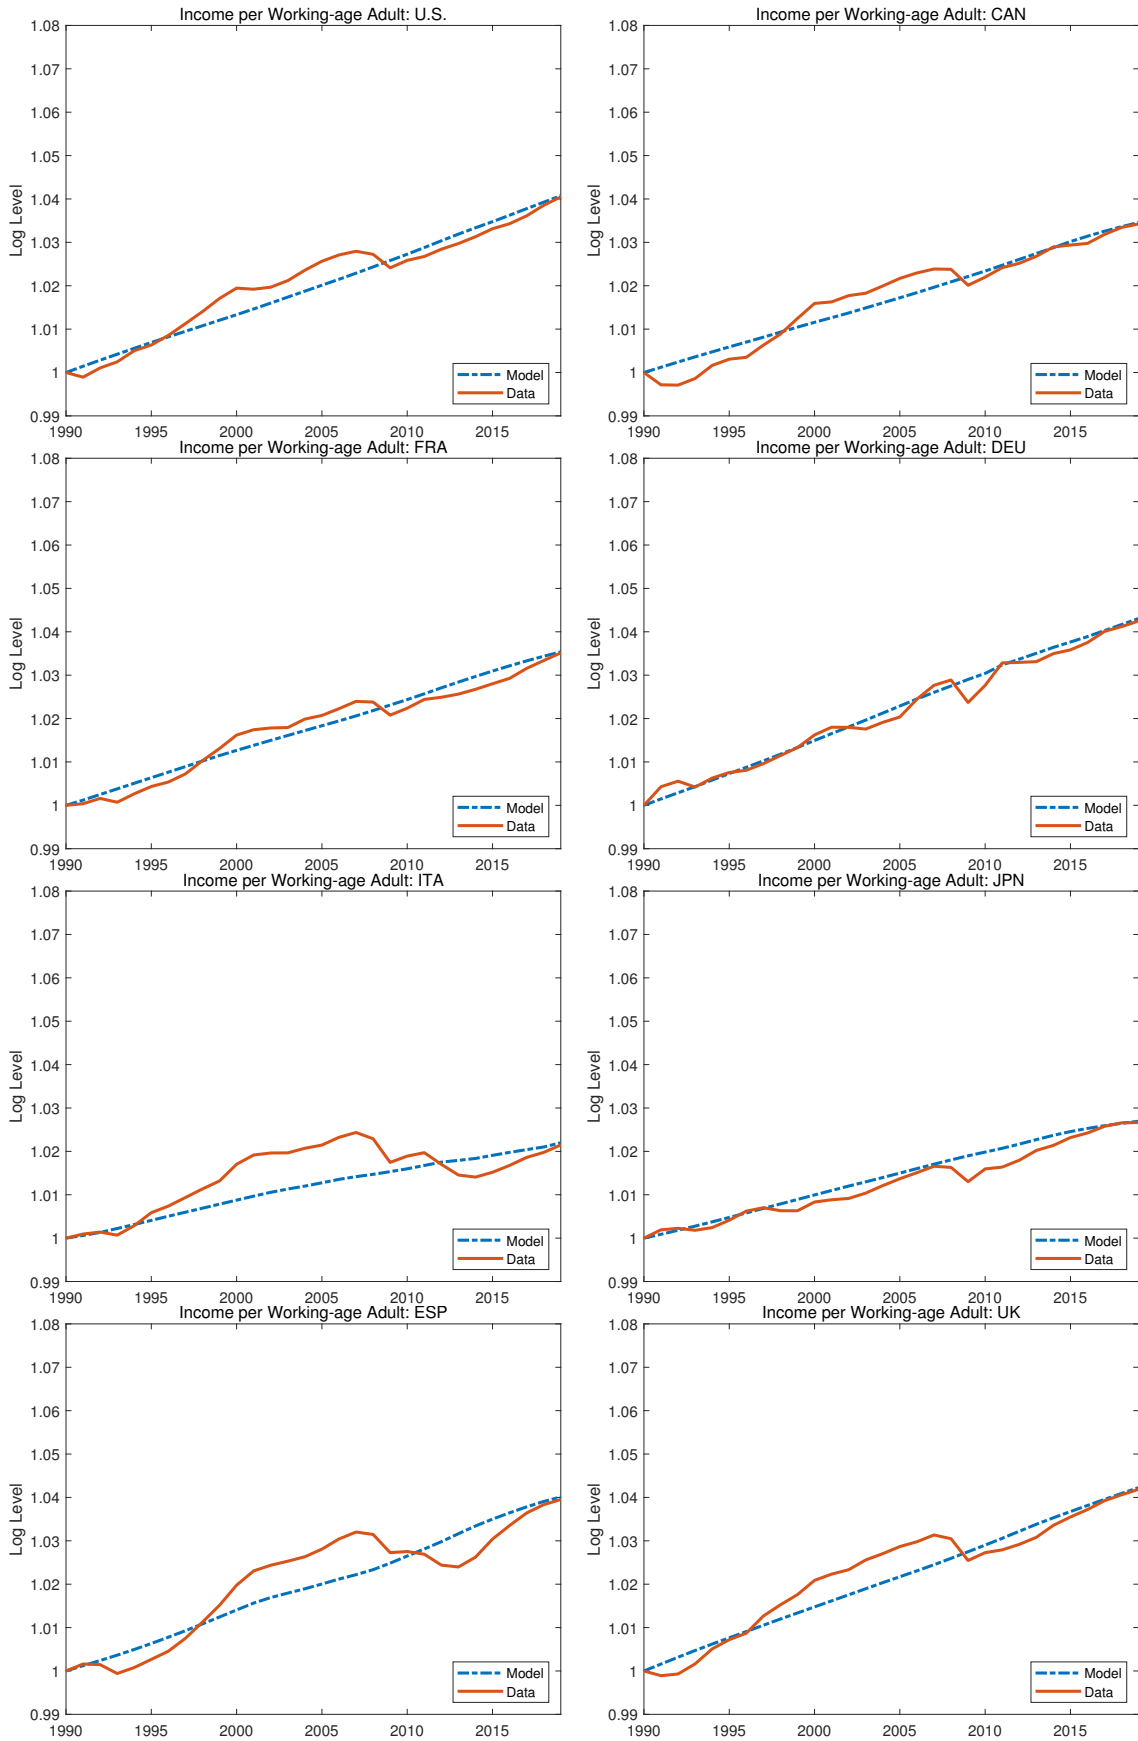 Income per Working-age Adult: U.S.
1.08
1.07
1.06
1.05
1.04
1.03
1.02
1.01
1
0.99
Log Level
1990 1995 2000 2005 2010 2015
Model
Data
Income per Working-age Adult: CAN
1.08
1.07
1.06
1.05
1.04
1.03
1.02
1.01
1
0.99
Log Level
1990 1995 2000 2005 2010 2015
Model
Data
Income per Working-age Adult: FRA
1.08
1.07
1.06
1.05
1.04
1.03
1.02
1.01
1
0.99
Log Level
1990 1995 2000 2005 2010 2015
Model
Data
Income per Working-age Adult: DEU
1.08
1.07
1.06
1.05
1.04
1.03
1.02
1.01
1
0.99
Log Level
1990 1995 2000 2005 2010 2015
Model
Data
Income per Working-age Adult: ITA
1.08
1.07
1.06
1.05
1.04
1.03
1.02
1.01
1
0.99
Log Level
1990 1995 2000 2005 2010 2015
Model
Data
Income per Working-age Adult: JPN
1.08
1.07
1.06
1.05
1.04
1.03
1.02
1.01
1
0.99
Log Level
1990 1995 2000 2005 2010 2015
Model
Data
Income per Working-age Adult: ESP
1.08
1.07
1.06
1.05
1.04
1.03
1.02
1.01
1
0.99
Log Level
1990 1995 2000 2005 2010 2015
Model
Data
Income per Working-age Adult: UK
1.08
1.07
1.06
1.05
1.04
1.03
1.02
1.01
1
0.99
Log Level
1990 1995 2000 2005 2010 2015
Model
Data